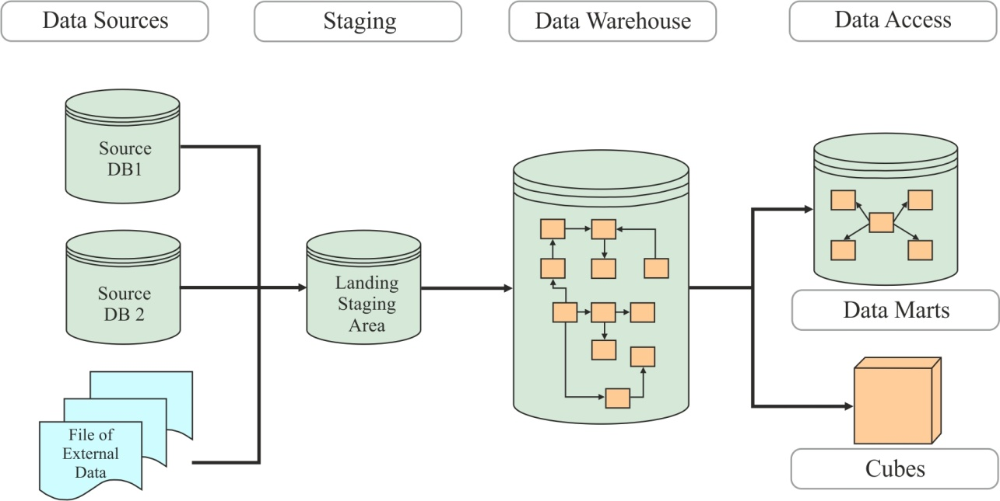 Data Sources
Staging
Data Warehouse
Data Access
Source
DB1
Source
DB 2
File of
External
Data
Landing
Staging
Area
Data Marts
Cubes